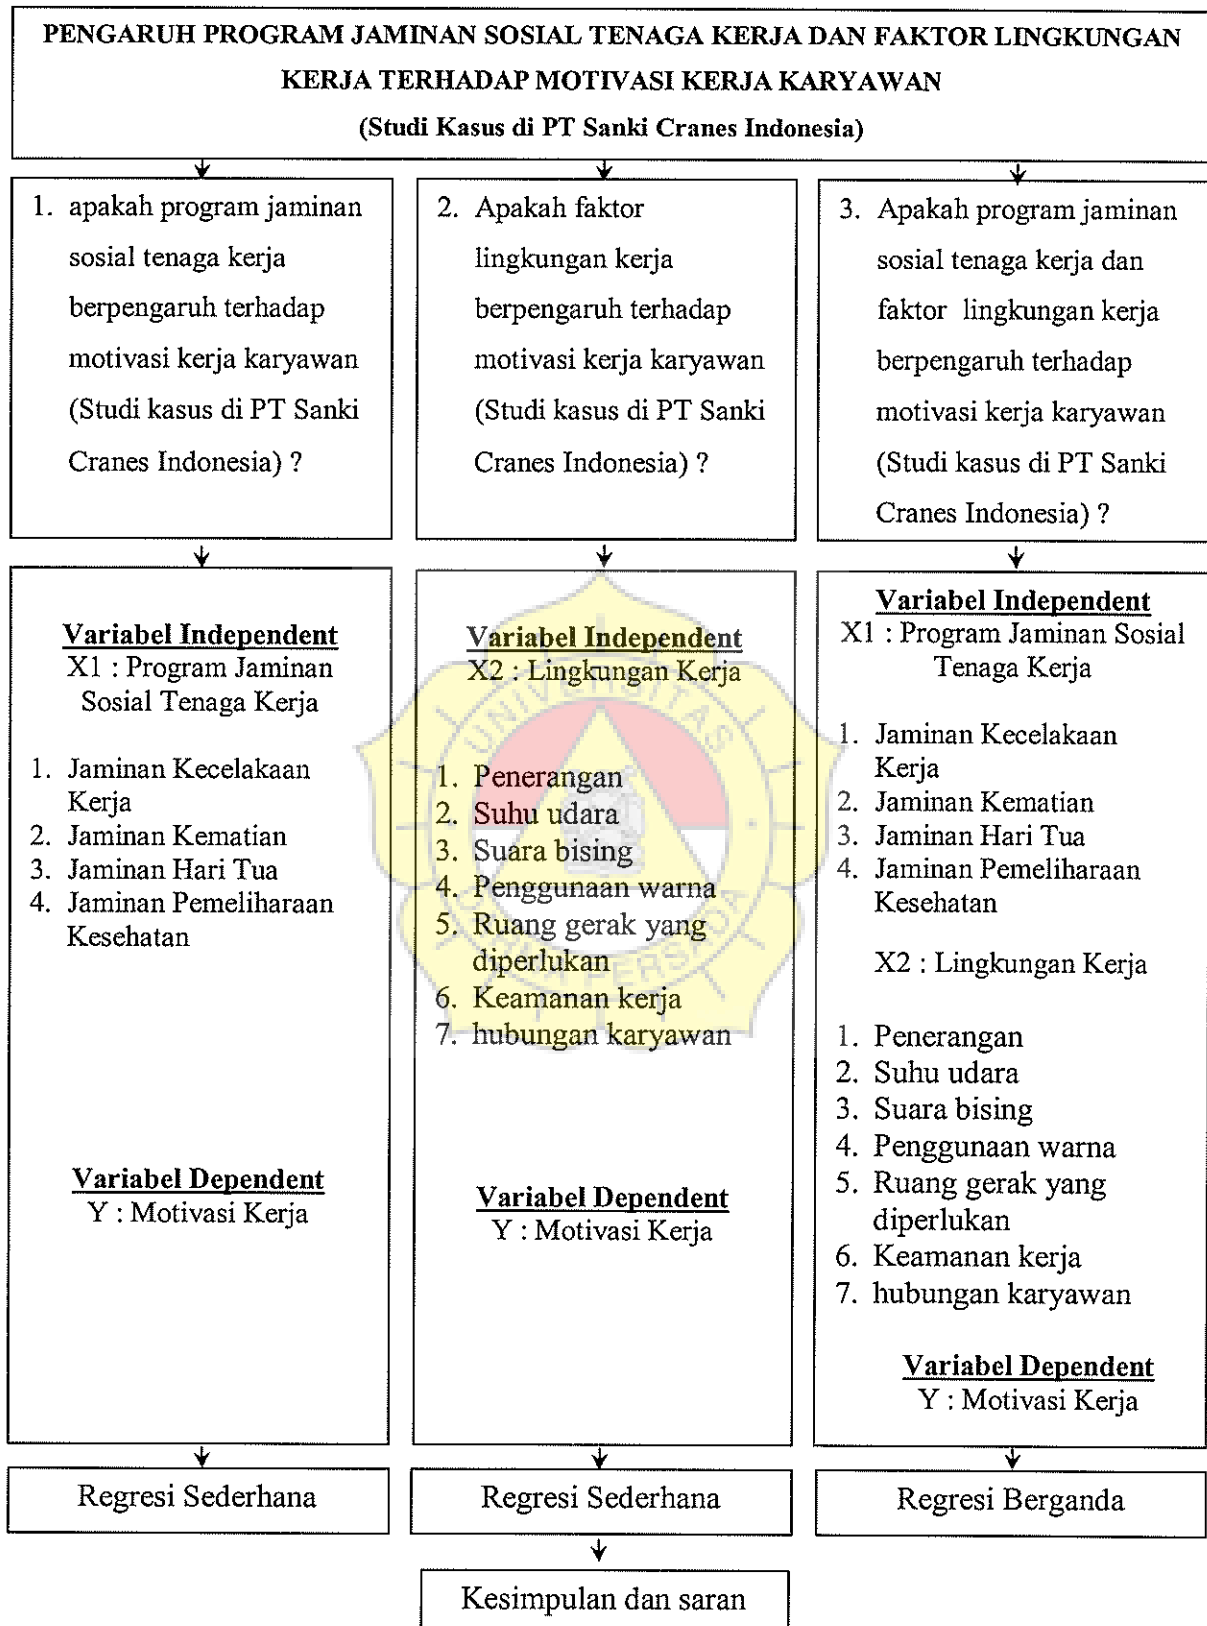 PENGARUH PROGRAM JAMINAN SOSIAL TENAGA KERJA DAN FAKTOR LINGKUNGAN
KERJA TERHADAP MOTIVASI KERJA KARYAWAN
(Studi Kasus di PT Sanki Cranes Indonesia)
1. apakah program jaminan
sosial tenaga kerja
berpengaruh terhadap
motivasi kerja karyawan
(Studi kasus di PT Sanki
Cranes Indonesia) ?
2. Apakah faktor
lingkungan kerja
berpengaruh terhadap
motivasi kerja karyawan
(Studi kasus di PT Sanki
Cranes Indonesia) ?
3. Apakah program jaminan
sosial tenaga kerja dan
faktor lingkungan kerja
berpengaruh terhadap
motivasi kerja karyawan
(Studi kasus di PT Sanki
Cranes Indonesia) ?
Variabel Independent
X1 : Program Jaminan
Sosial Tenaga Kerja
1. Jaminan Kecelakaan
Kerja
2. Jaminan Kematian
3. Jaminan Hari Tua
4. Jaminan Pemeliharaan
Kesehatan
Variabel Dependent
Y : Motivasi Kerja
Variabel Independent
X2 : Lingkungan Kerja
1. Penerangan
2. Suhu udara
3. Suara bising
4. Penggunaan warna
5. Ruang gerak yang
diperlukan
6. Keamanan kerja
7. hubungan karyawan
Variabel Dependent
Y : Motivasi Kerja
Variabel Independent
X1 : Program Jaminan Sosial
Tenaga Kerja
1. Jaminan Kecelakaan
Kerja
2. Jaminan Kematian
3. Jaminan Hari Tua
4. Jaminan Pemeliharaan
Kesehatan
X2 : Lingkungan Kerja
1. Penerangan
2. Suhu udara
3. Suara bising
4. Penggunaan warna
5. Ruang gerak yang
diperlukan
6. Keamanan kerja
7. hubungan karyawan
Variabel Dependent
Y : Motivasi Kerja
Regresi Sederhana
Regresi Sederhana
Regresi Berganda
Kesimpulan dan saran
UNIVERSITAS
PERSADA